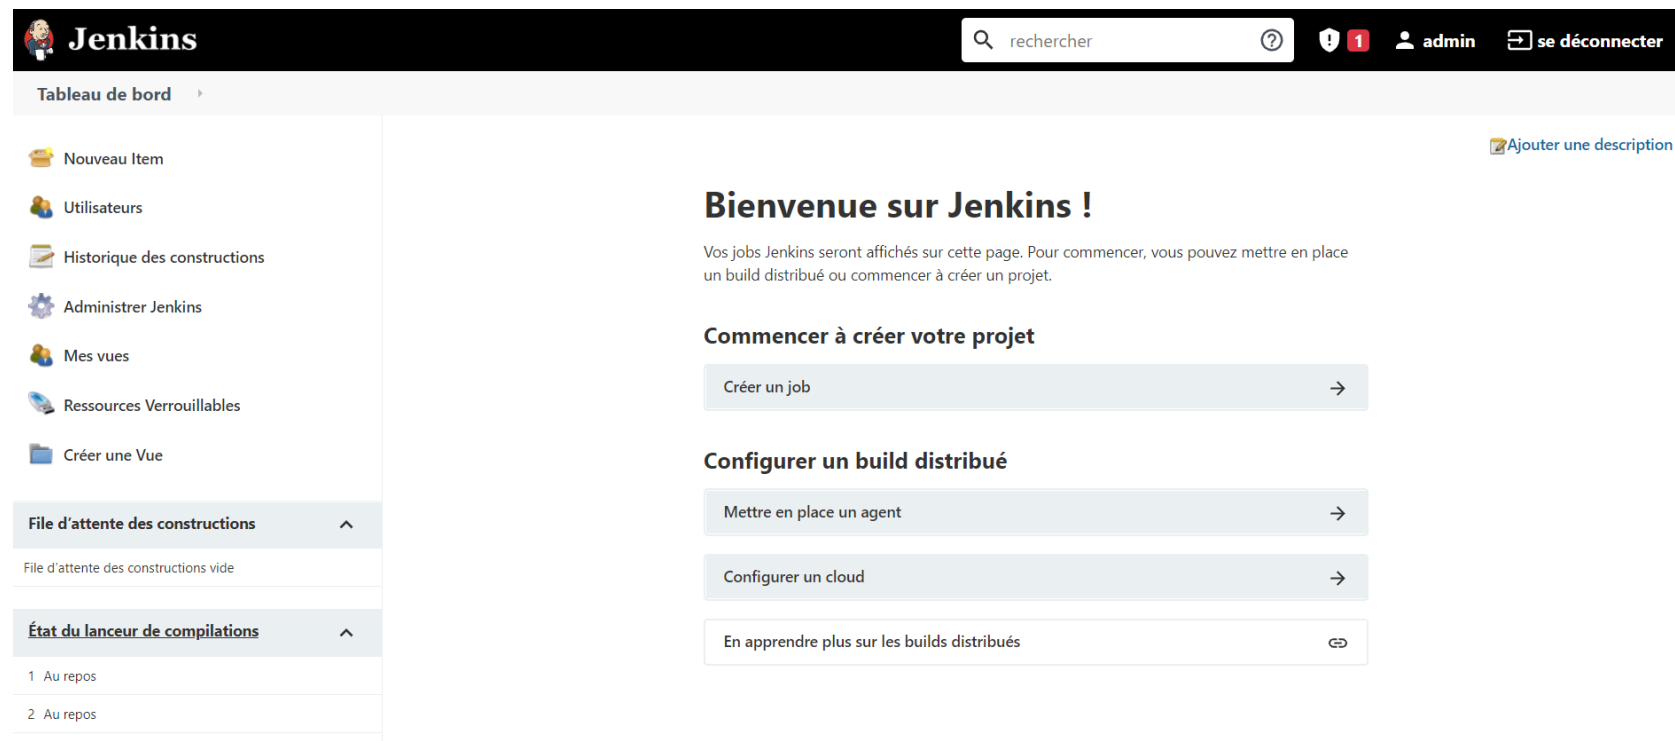 Jenkins
rechercher
1
admin
se déconnecter
Tableau de bord
Ajouter une description
Nouveau Item
Utilisateurs
Historique des constructions
Administrer Jenkins
Mes vues
Ressources Verrouillables
Créer une Vue
File d'attente des constructions
File d'attente des constructions vide
État du lanceur de compilations
1 Au repos
2 Au repos
Bienvenue sur Jenkins !
Vos jobs Jenkins seront affichés sur cette page. Pour commencer, vous pouvez mettre en place
un build distribué ou commencer à créer un projet.
Commencer à créer votre projet
Créer un job
Configurer un build distribué
Mettre en place un agent
Configurer un cloud
En apprendre plus sur les builds distribués